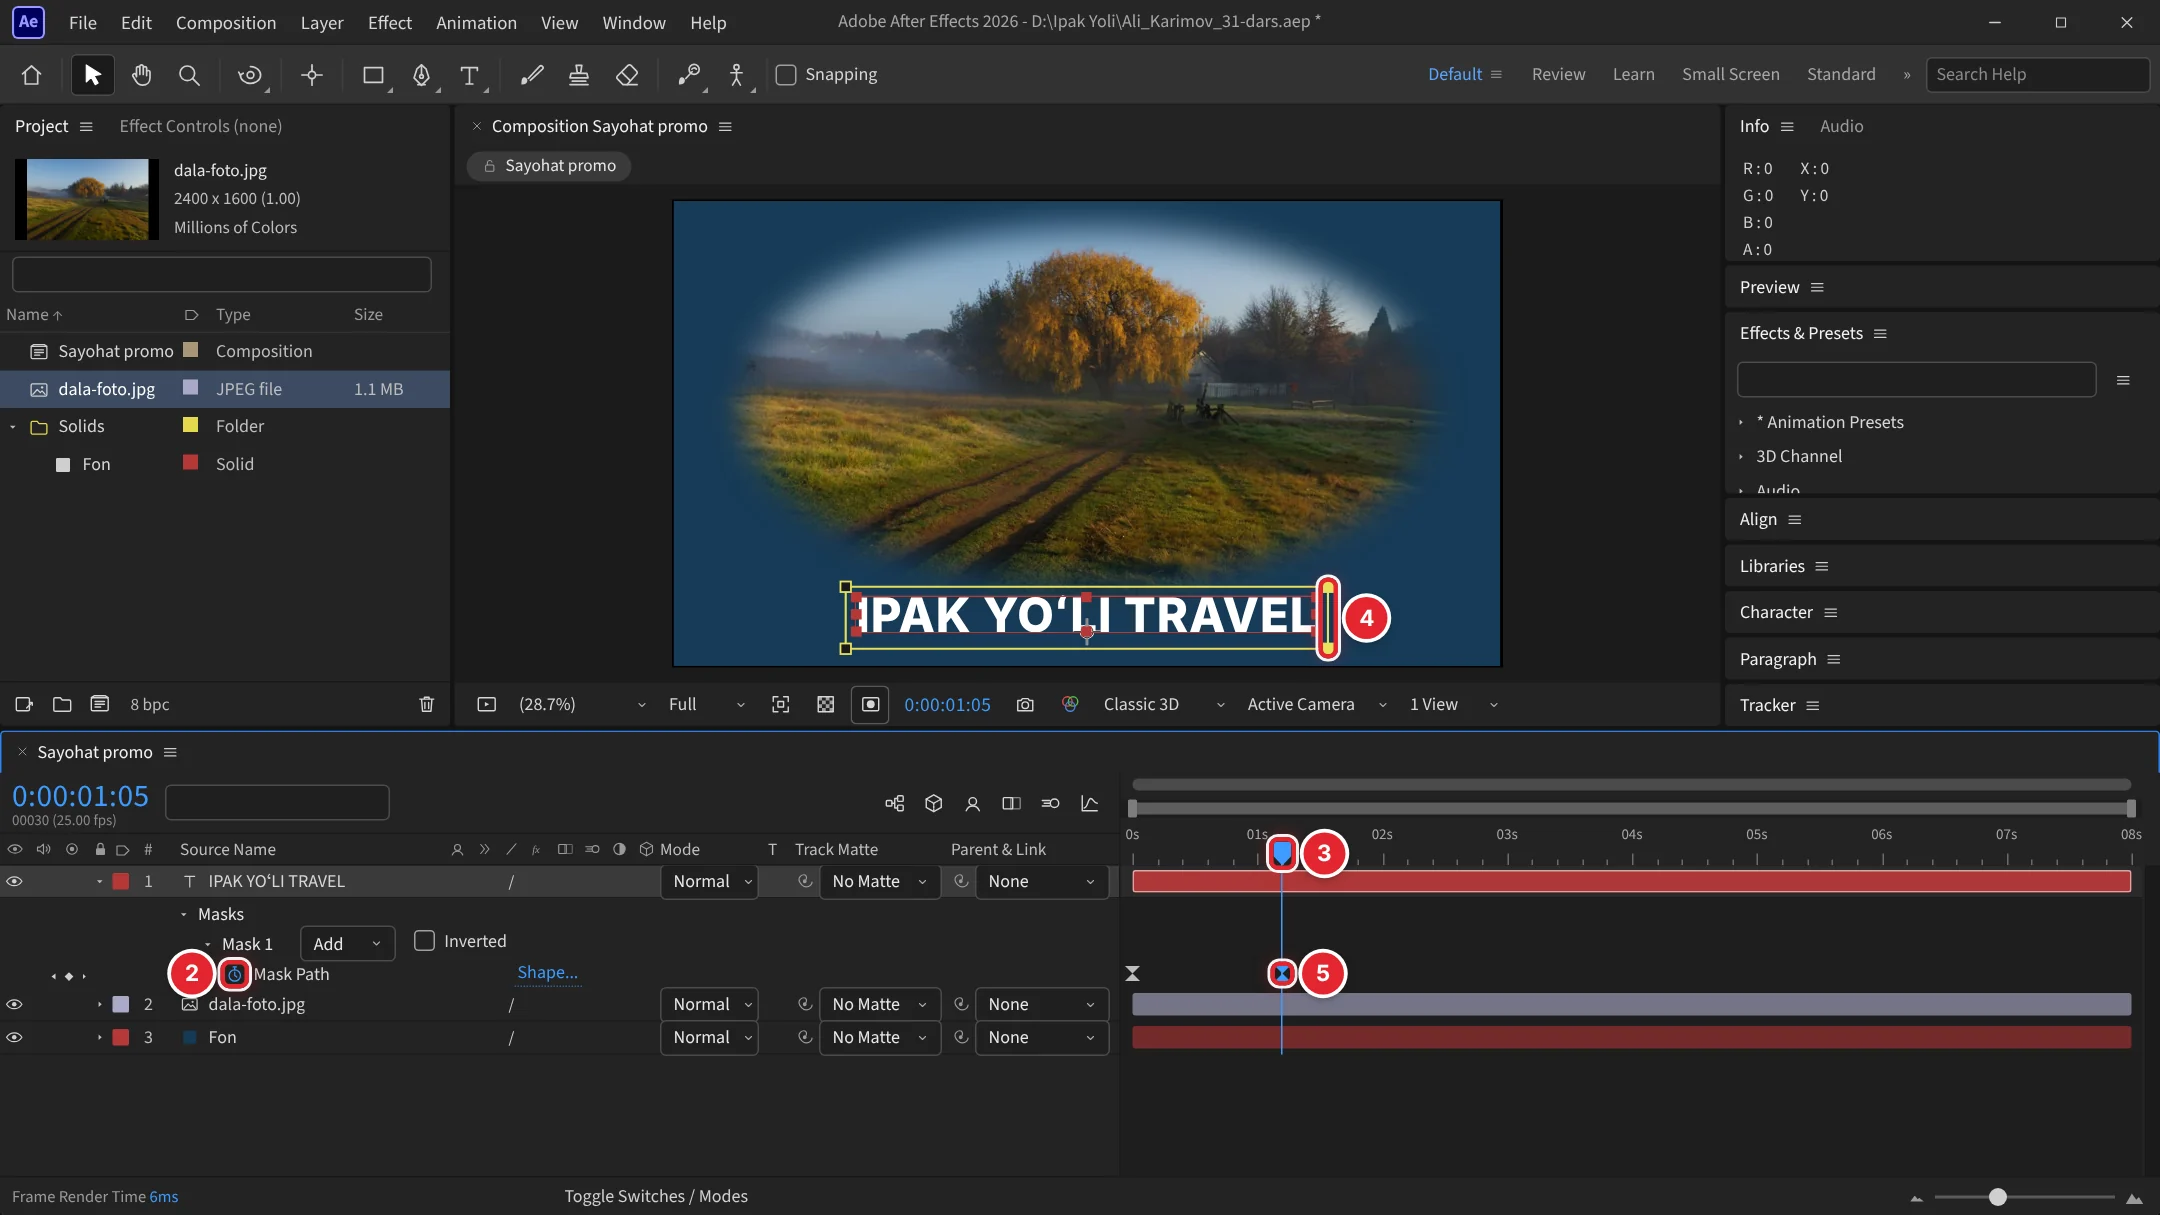 Ae File Edit Composition Layer Effect Animation View Window Help Adobe After Effects 2026 - D:\Ipak Yoli\Ali_Karimov_31-dars.aep *
Snapping Default Review Learn Small Screen Standard » Search Help
Project Effect Controls (none)
dala-foto.jpg
2400 x 1600 (1.00)
Millions of Colors
Name Type Size
Sayohat promo Composition
dala-foto.jpg JPEG file 1.1 MB
Solids Folder
Fon Solid
8 bpc
Composition Sayohat promo
Sayohat promo
IPAK YOʻLI TRAVEL
4
(28.7%) Full 0:00:01:05 Classic 3D Active Camera 1 View
Info Audio
R : 0 X : 0
G : 0 Y : 0
B : 0
A : 0
Preview
Effects & Presets
* Animation Presets
3D Channel
Audio
Align
Libraries
Character
Paragraph
Tracker
Sayohat promo
0:00:01:05
00030 (25.00 fps)
0s 01s 02s 03s 04s 05s 06s 07s 08s
# Source Name fx Mode T Track Matte Parent & Link
3
1 T IPAK YOʻLI TRAVEL Normal No Matte None
Masks
Mask 1 Add Inverted
2 Mask Path Shape... 5
2 dala-foto.jpg Normal No Matte None
3 Fon Normal No Matte None
Frame Render Time 6ms Toggle Switches / Modes